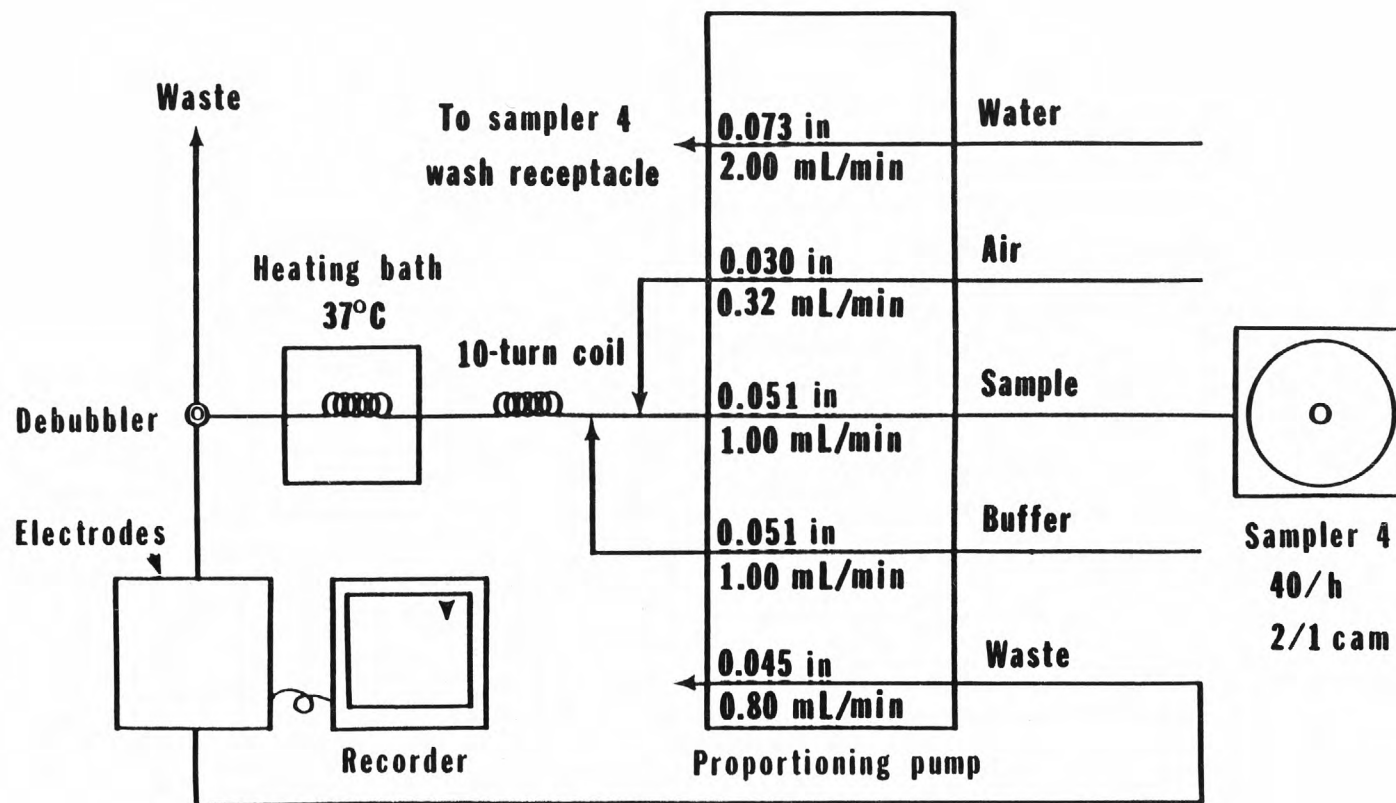 Waste
To sampler 4
wash receptacle
0.073 in
2.00 mL/min
Water
Heating bath
37°C
0.030 in
0.32 mL/min
Air
10-turn coil
Debubbler
0.051 in
1.00 mL/min
Sample
Electrodes
0.051 in
1.00 mL/min
Buffer
Sampler 4
40/h
2/1 cam
0.045 in
0.80 mL/min
Waste
Recorder
Proportioning pump